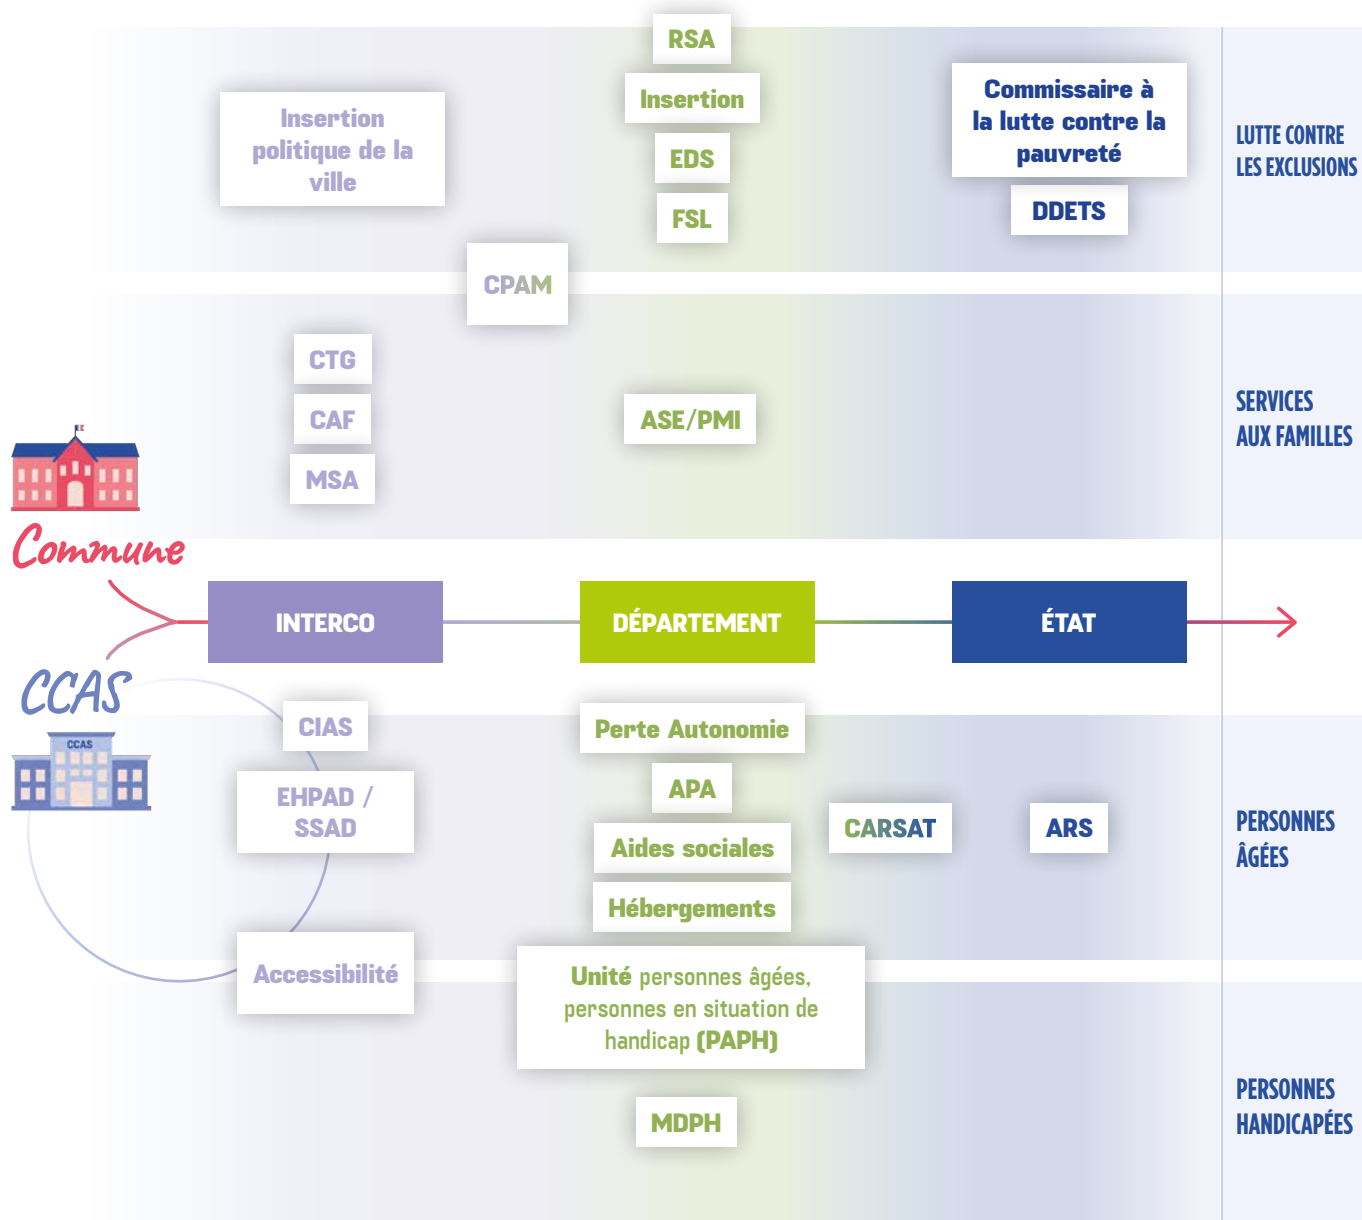 RSA
Insertion
EDS
FSL
Insertion
politique de la
ville
Commissaire à
la lutte contre la
pauvreté
DDETS
LUTTE CONTRE
LES EXCLUSIONS
CPAM
CTG
CAF
MSA
ASE/PMI
SERVICES
AUX FAMILLES
Commune
INTERCO
DÉPARTEMENT
ÉTAT
CCAS
CCAS
CIAS
EHPAD /
SSAD
Accessibilité
Perte Autonomie
APA
Aides sociales
Hébergements
CARSAT
ARS
PERSONNES
ÂGÉES
Unité personnes âgées,
personnes en situation de
handicap (PAPH)
MDPH
PERSONNES
HANDICAPÉES